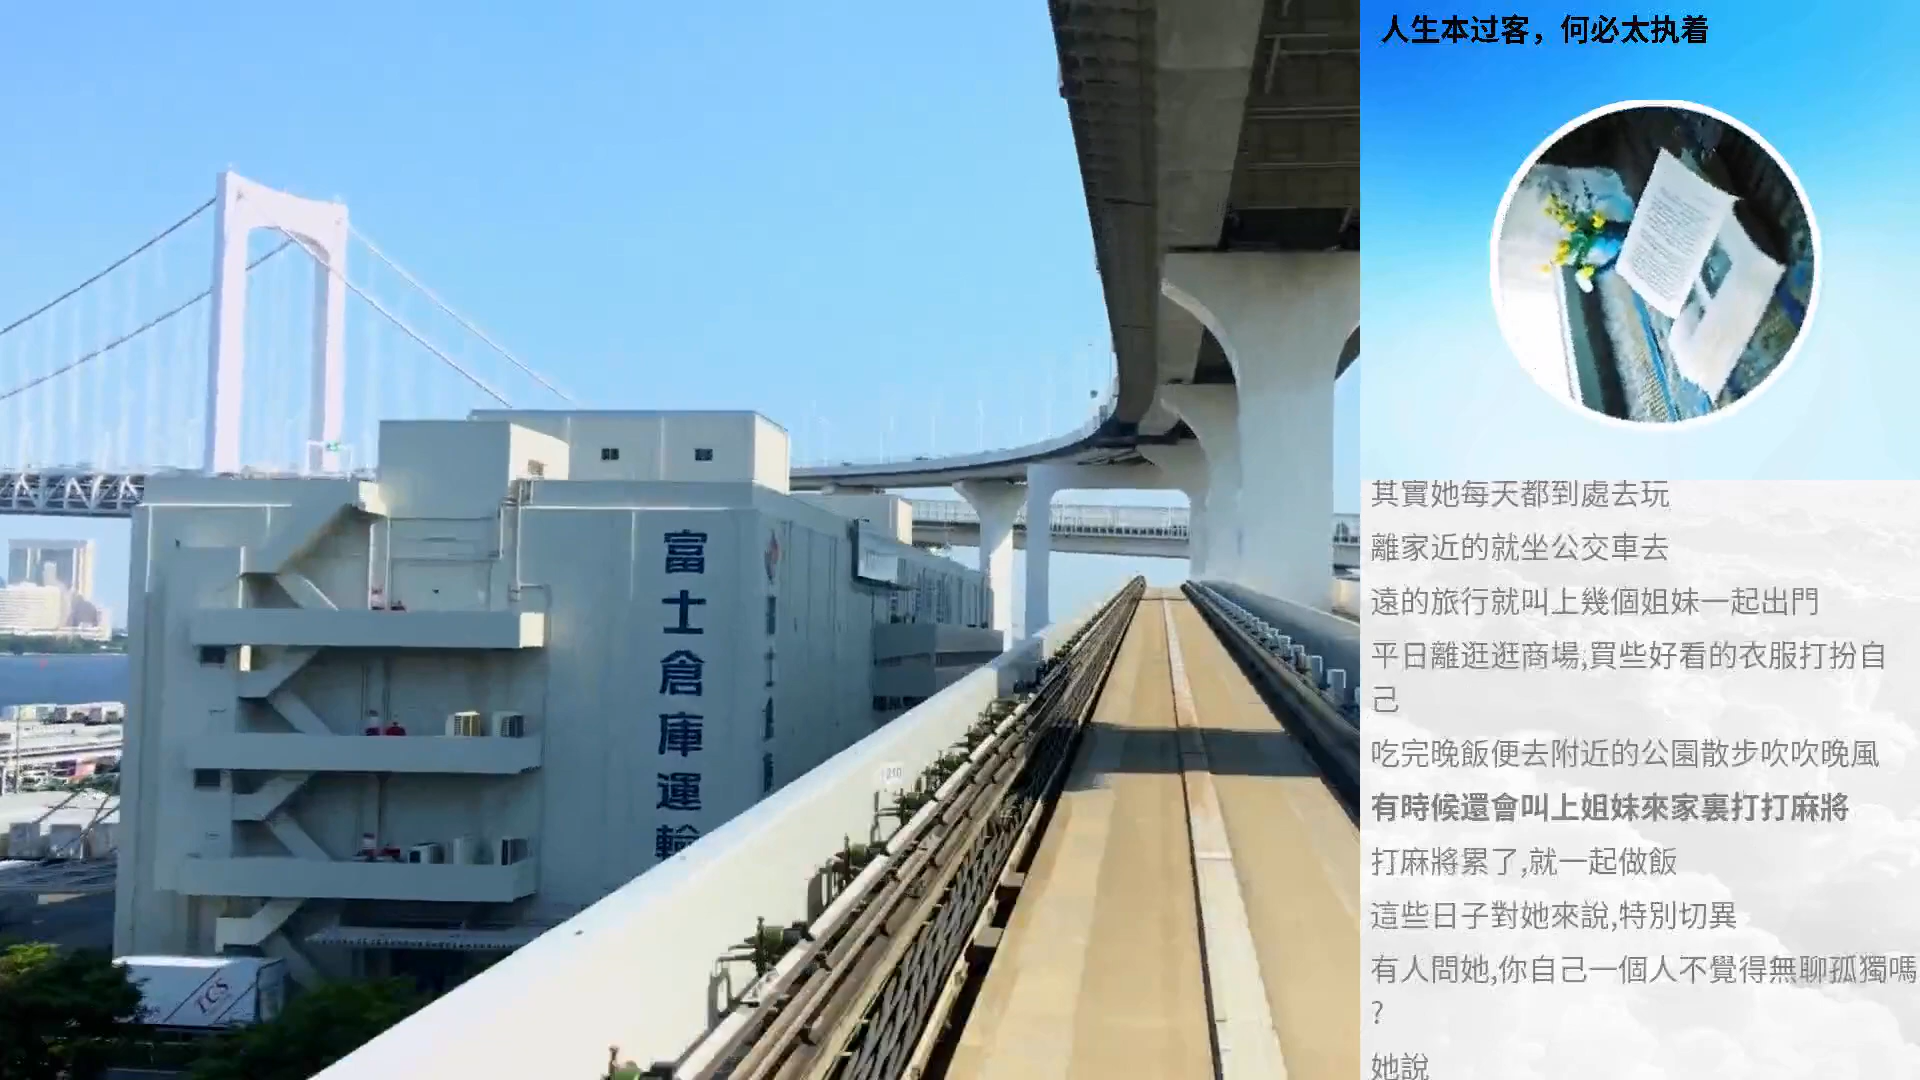 人生本过客，何必太执着
富士倉庫運輸
210
TCS
其實她每天都到處去玩
離家近的就坐公交車去
遠的旅行就叫上幾個姐妹一起出門
平日離逛逛商場,買些好看的衣服打扮自
己
吃完晚飯便去附近的公園散步吹吹晚風
有時候還會叫上姐妹來家裏打打麻將
打麻將累了,就一起做飯
這些日子對她來說,特別切異
有人問她,你自己一個人不覺得無聊孤獨嗎
?
她說